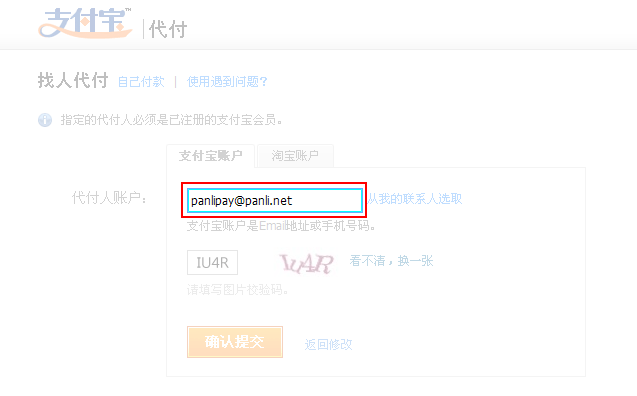 支付宝™ 代付
找人代付 自己付款 | 使用遇到问题?
指定的代付人必须是已注册的支付宝会员。
支付宝账户 淘宝账户
代付人账户: panlipay@panli.net 从我的联系人选取
支付宝账户是Email地址或手机号码。
IU4R IU4R 看不清,换一张
请填写图片校验码。
确认提交 返回修改